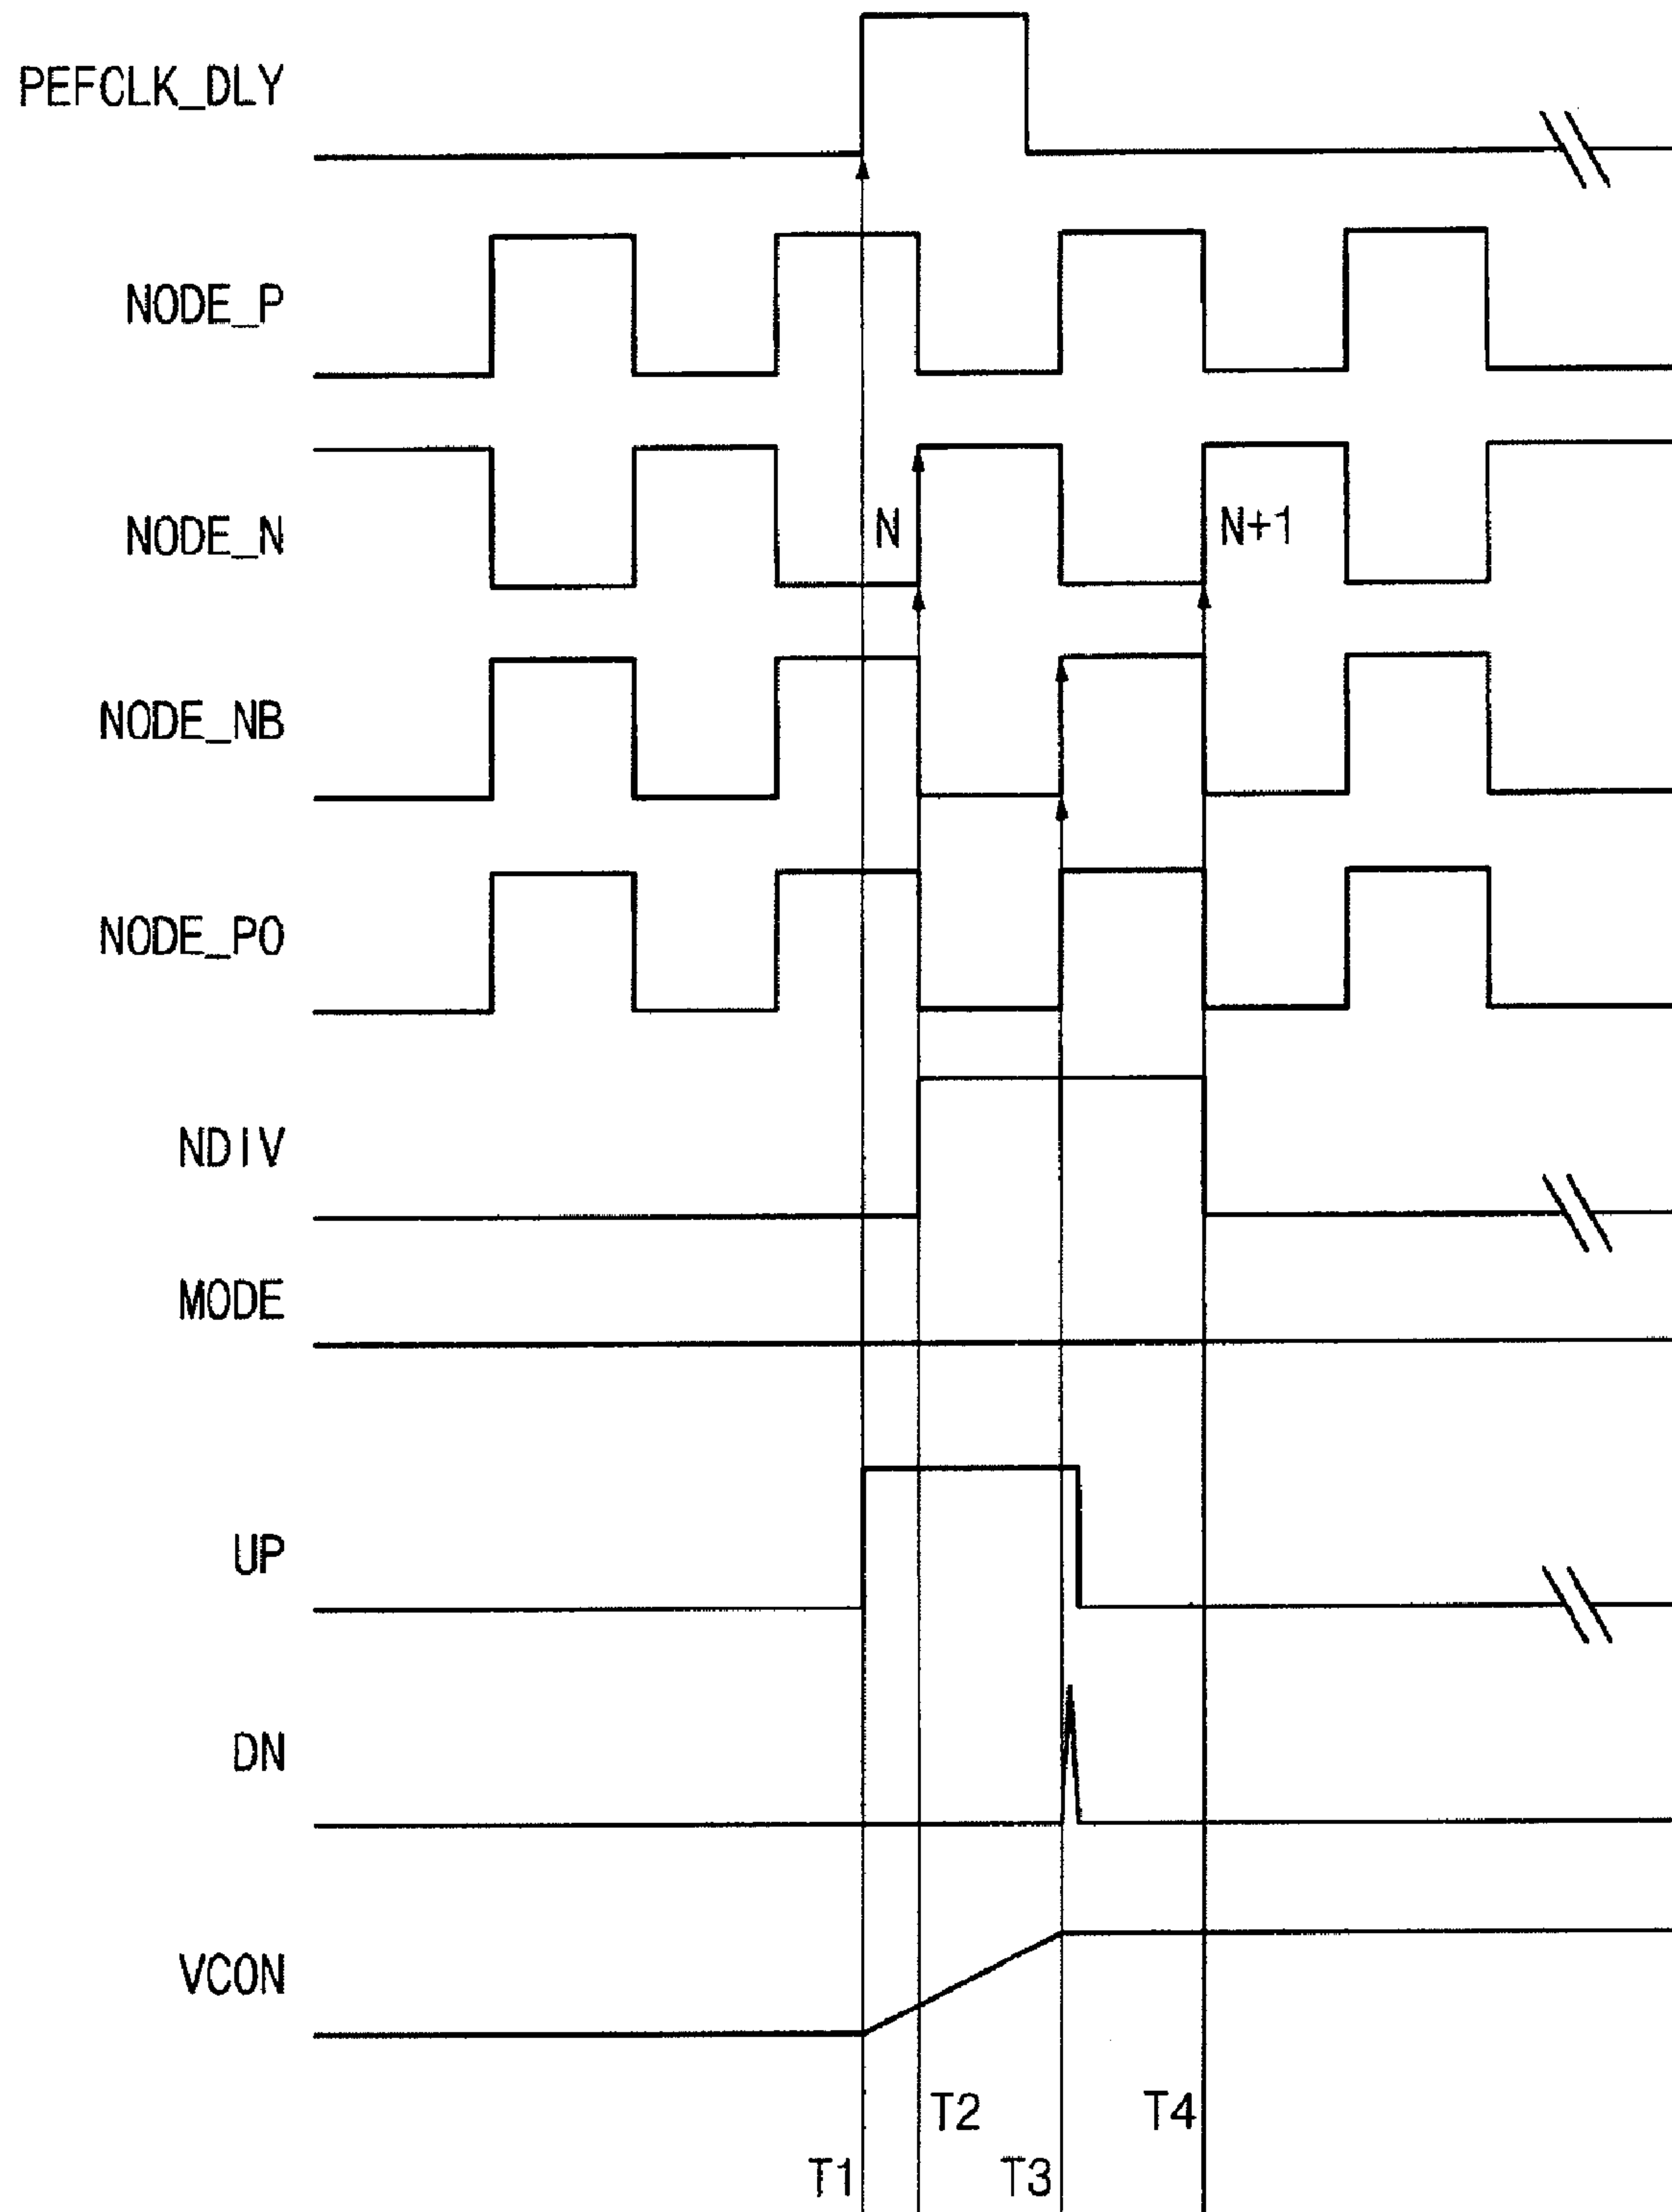 PEFCLK_DLY
NODE_P
NODE_N
N
N+1
NODE_NB
NODE_PO
NDIV
MODE
UP
DN
VCON
T2
T4
T1
T3